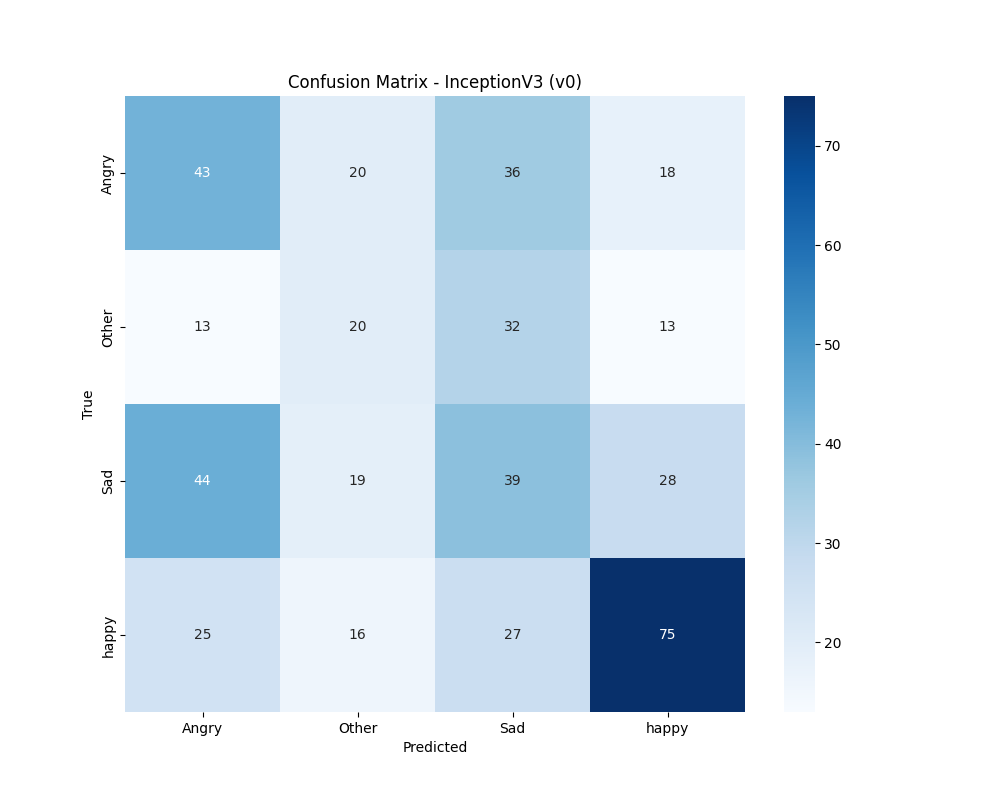 Confusion Matrix - InceptionV3 (v0)
Angry 43 20 36 18
Other 13 20 32 13
Sad 44 19 39 28
happy 25 16 27 75
True
Angry Other Sad happy
Predicted
70
60
50
40
30
20